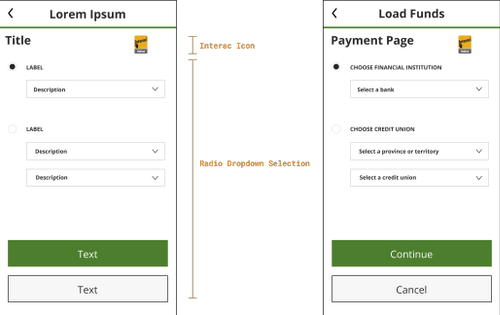 Lorem Ipsum
Title
LABEL
Description
LABEL
Description
Description
Text
Text
Interac Icon
Radio Dropdown Selection
Load Funds
Payment Page
CHOOSE FINANCIAL INSTITUTION
Select a bank
CHOOSE CREDIT UNION
Select a province or territory
Select a credit union
Continue
Cancel